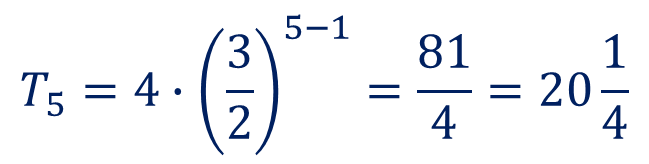 T₅ = 4 · (3/2)⁵⁻¹ = 81/4 = 20 1/4